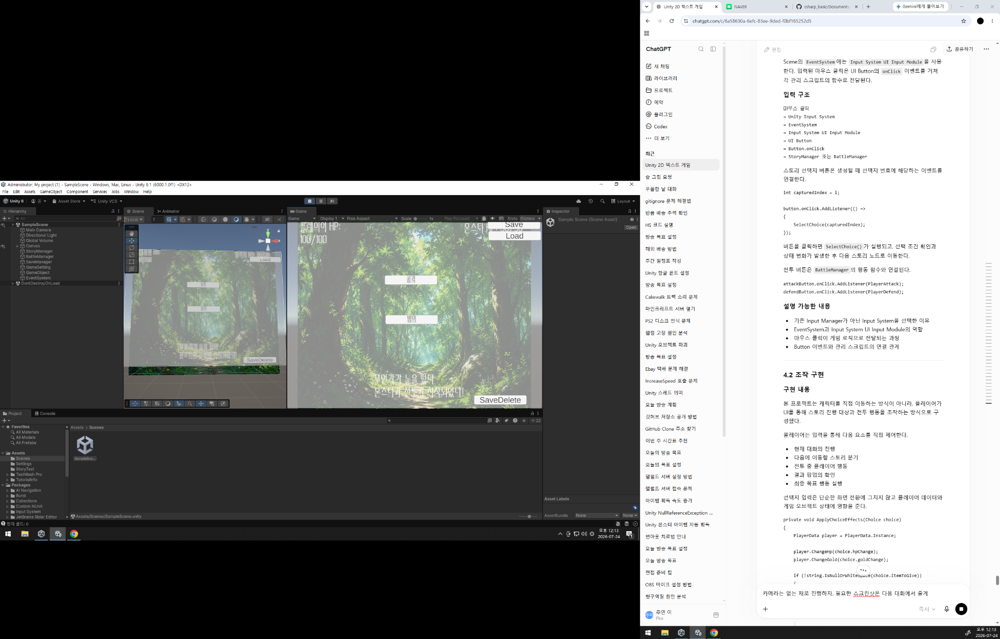 Administrator: My project (1) - SampleScene - Windows, Mac, Linux - Unity 6.1 (6000.1.0f1) <DX12>
File Edit Assets GameObject Component Services Jobs Window Help
Unity 6 Asset Store Unity VCS Layout
Hierarchy
All
SampleScene
Main Camera
Directional Light
Global Volume
Canvas
StoryManager
BattleManager
SaveManager
GameSetting
GameObject
EventSystem
DontDestroyOnLoad
Scene Animator
Local 1 2D
Load
SaveDelete
Game
Game Display 1 Free Aspect Scale 1x Play Focused Stats Gizmos
플레이어 HP:
100/100
Save
Load
공격
방어
무언가가 눈을 떴다
몬스터과 전투가 시작되었다!
SaveDelete
Inspector
Sample Scene (Scene Asset)
Open
Asset Labels
AssetBundle None None
Project Console
22
Favorites
All Materials
All Models
All Prefabs
Assets
Scenes
Settings
StoryText
TextMesh Pro
TutorialInfo
Packages
AI Navigation
Burst
Collections
Custom NUnit
Input System
JetBrains Rider Editor
Assets > Scenes
SampleSce...
Assets/Scenes/SampleScene.unity
현재 골드: 0
오후 12:13
2026-07-24
Unity 2D 텍스트 게임
NAVER
csharp_basic/Documents
Gemini에게 물어보기
chatgpt.com/c/6a58630a-6efc-83ee-9ded-f0bf165252d5
ChatGPT
새 채팅
라이브러리
프로젝트
예약
플러그인
Codex
더 보기
최근
Unity 2D 텍스트 게임
숲 그림 요청
우울한 날 대화
gitignore 문제 해결법
반품 배송 추적 확인
HS 코드 설명
방송 목표 설정
해외 배송 방법
주간 일정표 작성
Unity 한글 폰트 설정
방송 목표 설정
Cakewalk 트랙 소리 문제
마인크래프트 서버 열기
PS2 디스크 인식 문제
웹캠 고장 원인 분석
Unity 오브젝트 파괴
방송 목표 설정
Ebay 택배 문제 해결
IncreaseSpeed 호출 문제
Unity 스레드 의미
오늘 방송 계획
깃허브 저장소 공개 방법
GitHub Clone 주소 찾기
이번 주 시간표 추천
오늘의 방송 목표
오늘의 목표 설정
팰월드 서버 설정 방법
팰월드 서버 접속 문제
아이템 획득 속도 증가
Unity NullReferenceException ...
Unity 몬스터 아이템 자동 획득
번아웃 치료법 안내
오늘 방송 목표 설정
오늘 방송 목표
면접 준비 팁
OBS 마이크 설정 방법
헛구역질 원인 분석
주연 이
Plus
편집
공유하기
Scene의 EventSystem에는 Input System UI Input Module을 사용
한다. 입력된 마우스 클릭은 UI Button의 onClick 이벤트를 거쳐
각 관리 스크립트의 함수로 전달된다.
입력 구조
마우스 클릭
→ Unity Input System
→ EventSystem
→ Input System UI Input Module
→ UI Button
→ Button.onClick
→ StoryManager 또는 BattleManager
스토리 선택지 버튼은 생성될 때 선택지 번호에 해당하는 이벤트를
연결한다.
int capturedIndex = i;
button.onClick.AddListener(() =>
{
SelectChoice(capturedIndex);
});
버튼을 클릭하면 SelectChoice()가 실행되고, 선택 조건 확인과
상태 변화가 발생한 후 다음 스토리 노드로 이동한다.
전투 버튼은 BattleManager의 행동 함수와 연결된다.
attackButton.onClick.AddListener(PlayerAttack);
defendButton.onClick.AddListener(PlayerDefend);
설명 가능한 내용
• 기존 Input Manager가 아닌 Input System을 선택한 이유
• EventSystem과 Input System UI Input Module의 역할
• 마우스 클릭이 게임 로직으로 전달되는 과정
• Button 이벤트와 관리 스크립트의 연결 관계
4.2 조작 구현
구현 내용
본 프로젝트는 캐릭터를 직접 이동하는 방식이 아니라, 플레이어가
UI를 통해 스토리 진행 대상과 전투 행동을 조작하는 방식으로 구
성했다.
플레이어는 입력을 통해 다음 요소를 직접 제어한다.
• 현재 대화의 진행
• 다음에 이동할 스토리 분기
• 전투 중 플레이어 행동
• 결과 팝업의 확인
• 최종 목표 행동 실행
선택지 입력은 단순한 화면 전환에 그치지 않고 플레이어 데이터와
게임 오브젝트 상태에 영향을 준다.
private void ApplyChoiceEffects(Choice choice)
{
PlayerData player = PlayerData.Instance;
player.ChangeHp(choice.hpChange);
player.ChangeGold(choice.goldChange);
if (!string.IsNullOrWhiteSpace(choice.itemToGive))
{
카메라는 없는 채로 진행하자. 필요한 스크린샷은 다음 대화에서 줄게
즉시
오후 12:13
2026-07-24